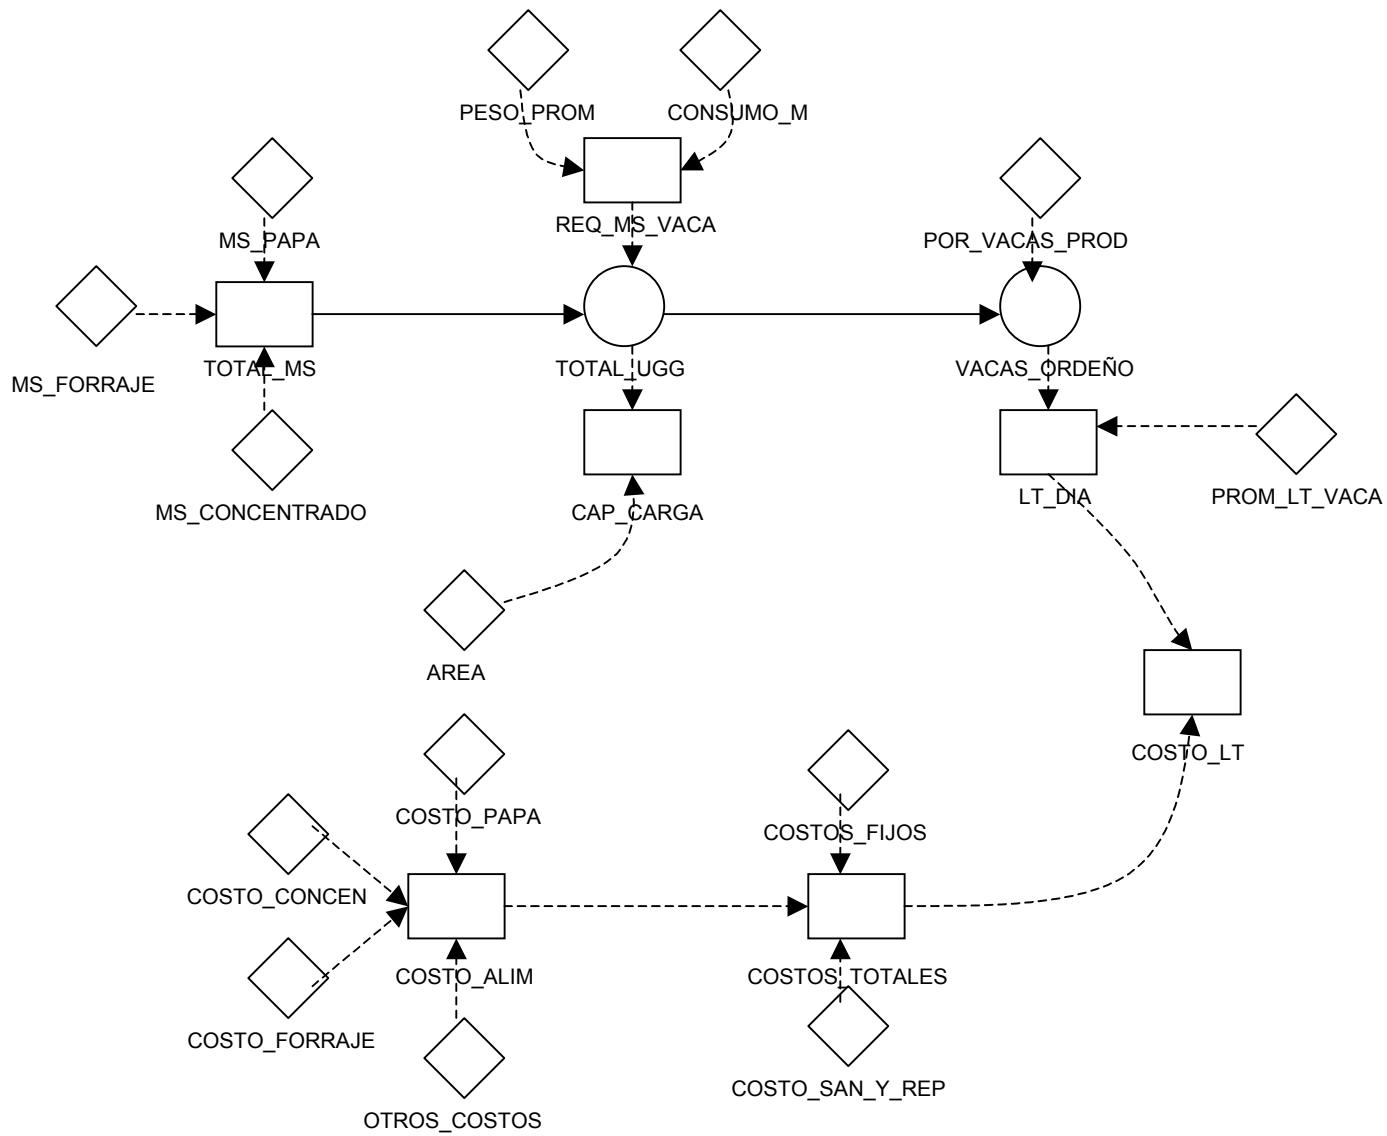 PESO_PROM
CONSUMO_M
MS_PAPA
REQ_MS_VACA
POR_VACAS_PROD
MS_FORRAJE
TOTAL_MS
TOTAL_UGG
VACAS_ORDEÑO
MS_CONCENTRADO
CAP_CARGA
LT_DIA
PROM_LT_VACA
AREA
COSTO_LT
COSTO_PAPA
COSTOS_FIJOS
COSTO_CONCEN
COSTO_ALIM
COSTOS_TOTALES
COSTO_FORRAJE
COSTO_SAN_Y_REP
OTROS_COSTOS